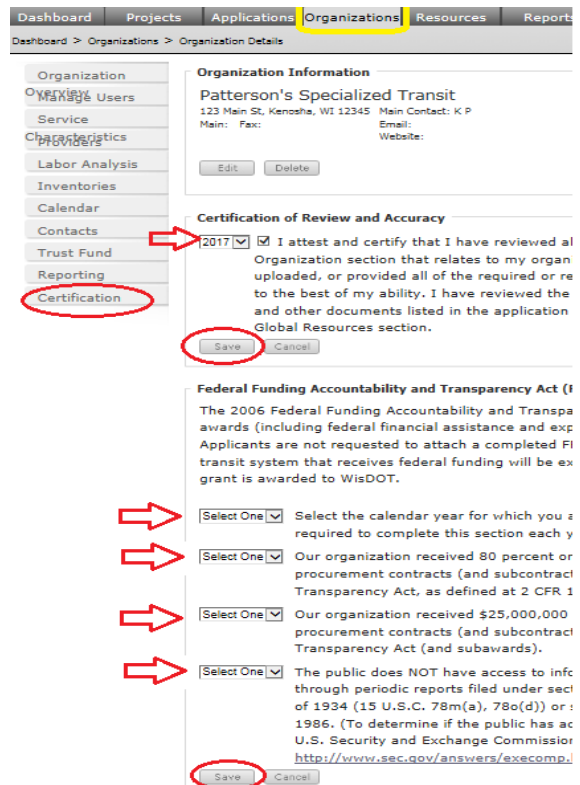 Dashboard Projects Applications Organizations Resources Reports
Dashboard > Organizations > Organization Details
Organization
Overview
Manage Users
Service
Characteristics
Providers
Labor Analysis
Inventories
Calendar
Contacts
Trust Fund
Reporting
Certification
Organization Information
Patterson's Specialized Transit
123 Main St, Kenosha, WI 12345 Main Contact: K P
Main: Fax: Email:
Website:
Edit Delete
Certification of Review and Accuracy
2017 I attest and certify that I have reviewed al
Organization section that relates to my organ
uploaded, or provided all of the required or re
to the best of my ability. I have reviewed the
and other documents listed in the application
Global Resources section.
Save Cancel
Federal Funding Accountability and Transparency Act (F
The 2006 Federal Funding Accountability and Transpa
awards (including federal financial assistance and exp
Applicants are not requested to attach a completed FF
transit system that receives federal funding will be ex
grant is awarded to WisDOT.
Select One Select the calendar year for which you a
required to complete this section each y
Select One Our organization received 80 percent or
procurement contracts (and subcontract
Transparency Act, as defined at 2 CFR 1
Select One Our organization received $25,000,000
procurement contracts (and subcontract
Transparency Act (and subawards).
Select One The public does NOT have access to info
through periodic reports filed under sect
of 1934 (15 U.S.C. 78m(a), 78o(d)) or s
1986. (To determine if the public has ac
U.S. Security and Exchange Commission
http://www.sec.gov/answers/execomp.
Save Cancel